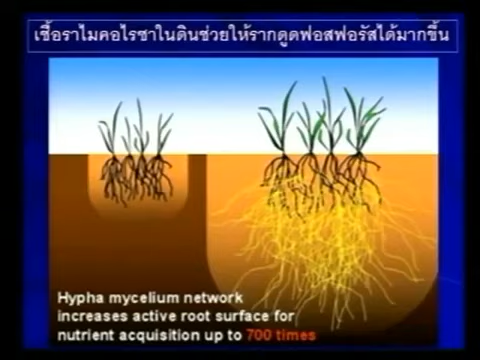 เชื้อราไมคอไรซาในดินช่วยให้รากดูดฟอสฟอรัสได้มากขึ้น
Hypha mycelium network
increases active root surface for
nutrient acquisition up to 700 times